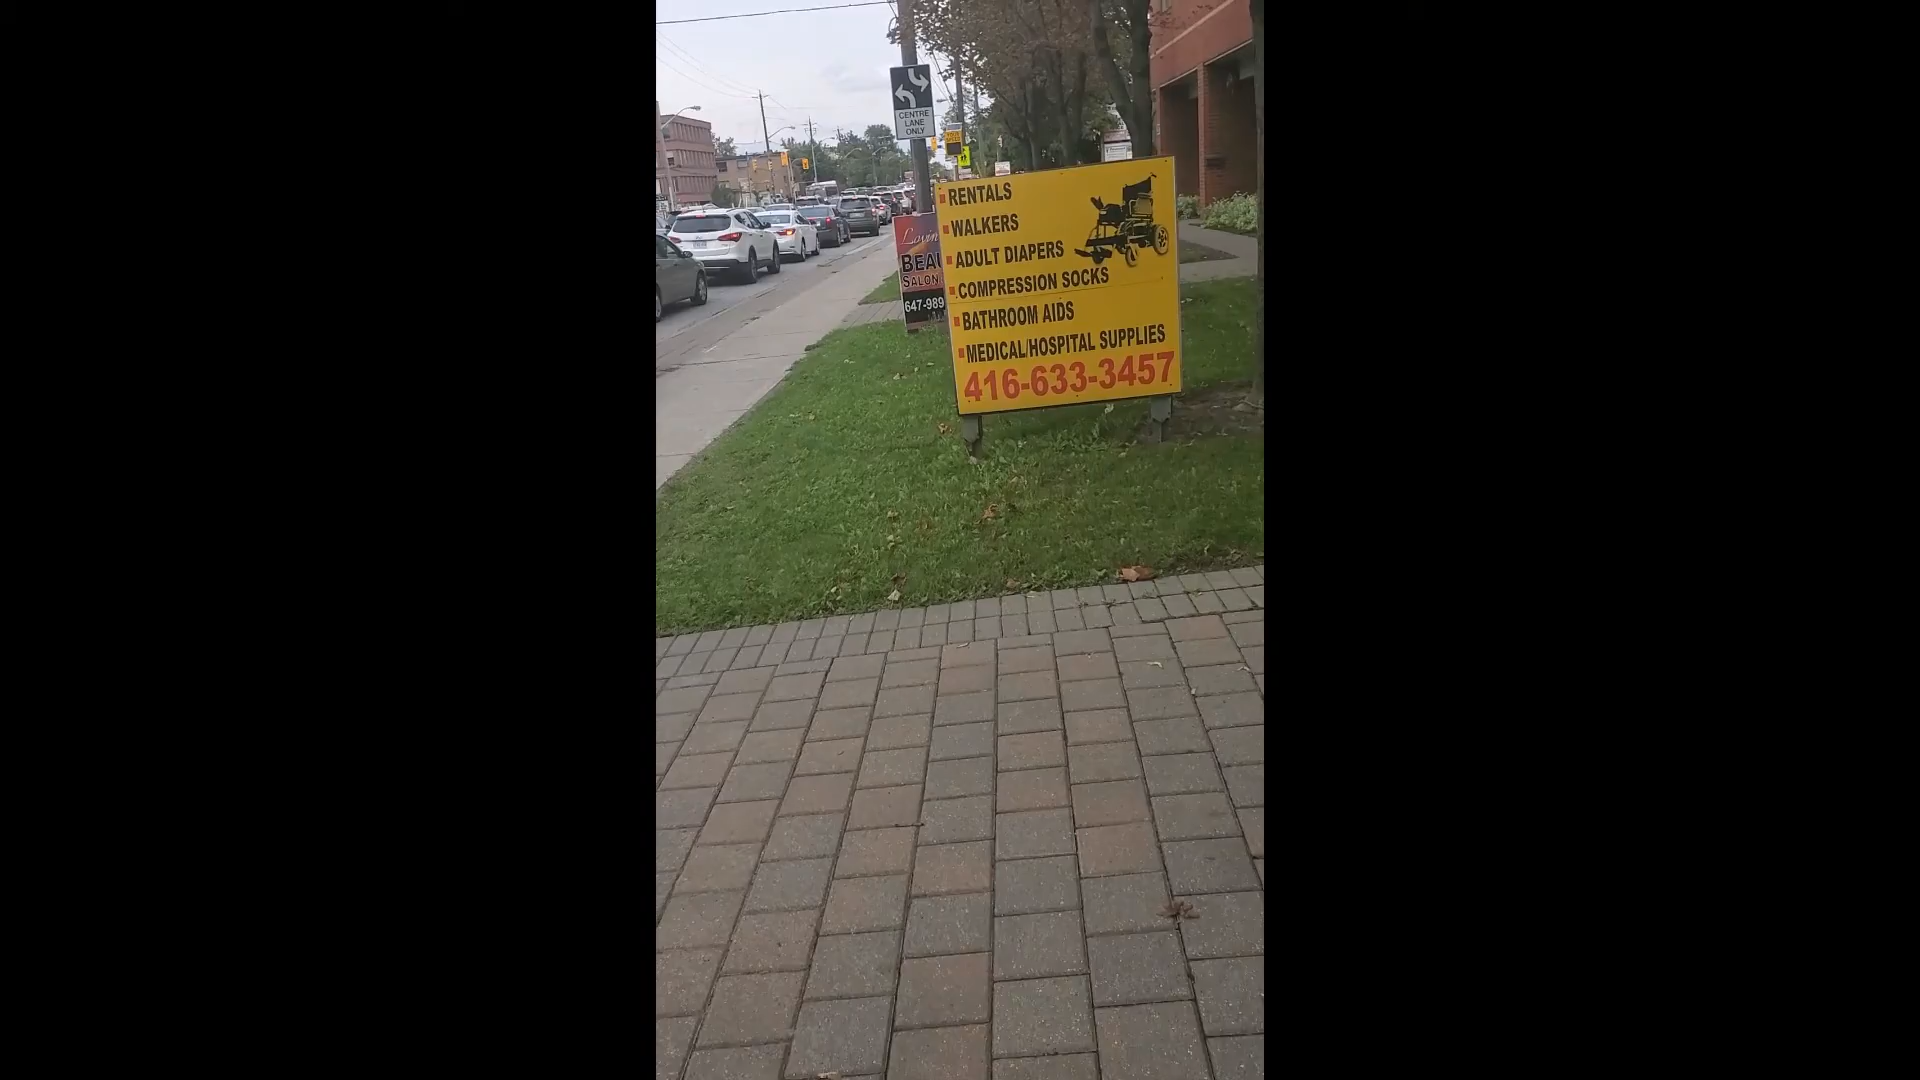 CENTRE
LANE
ONLY
RENTALS
WALKERS
ADULT DIAPERS
COMPRESSION SOCKS
BATHROOM AIDS
MEDICAL/HOSPITAL SUPPLIES
416-633-3457
SALON
647-989